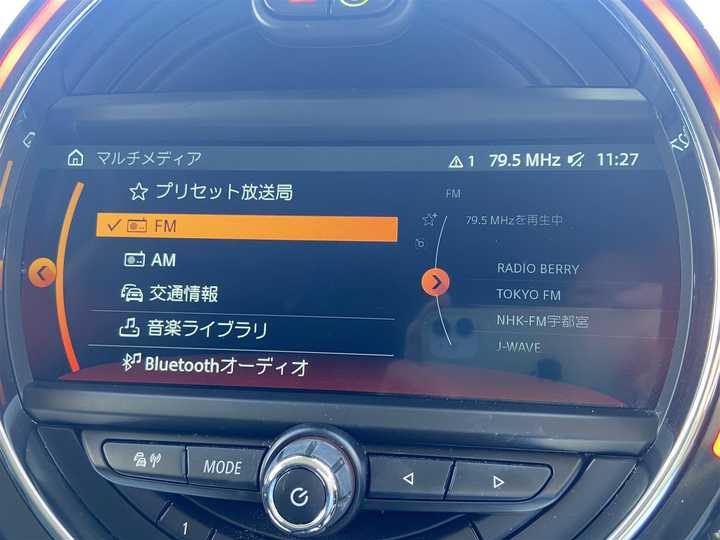 マルチメディア 1 79.5 MHz 11:27
プリセット放送局
FM
AM
交通情報
音楽ライブラリ
Bluetoothオーディオ
FM
79.5 MHzを再生中
RADIO BERRY
TOKYO FM
NHK-FM宇都宮
J-WAVE
MODE
1